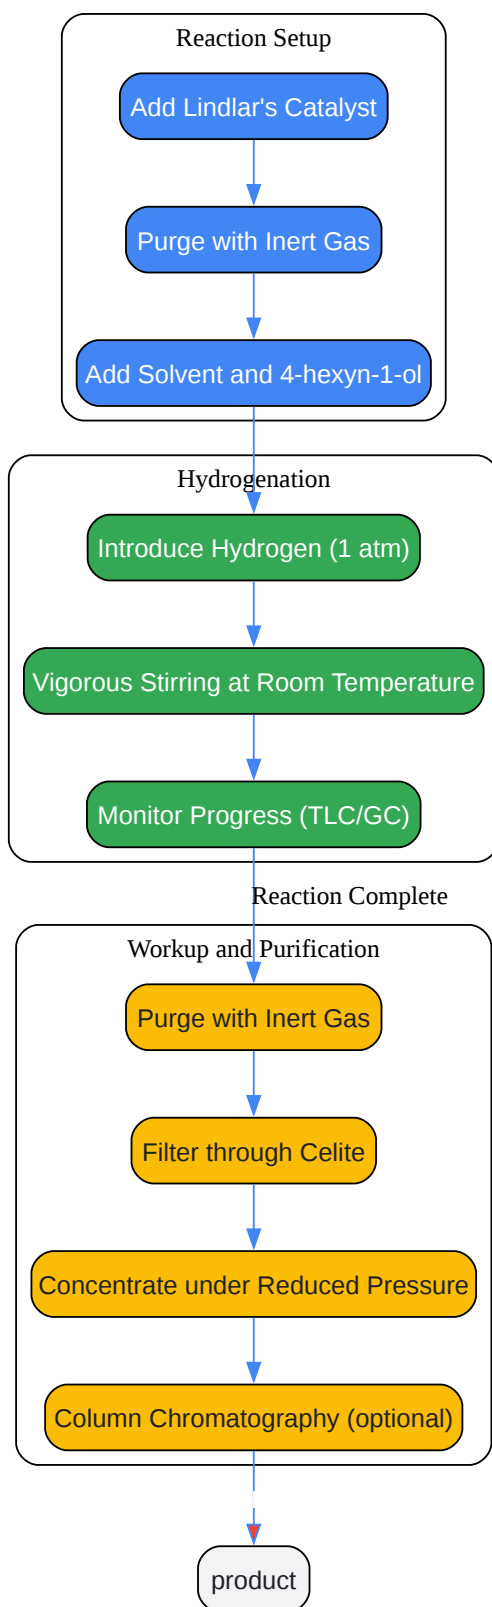 Reaction Setup
Add Lindlar's Catalyst
Purge with Inert Gas
Add Solvent and 4-hexyn-1-ol
Hydrogenation
Introduce Hydrogen (1 atm)
Vigorous Stirring at Room Temperature
Monitor Progress (TLC/GC)
Reaction Complete
Workup and Purification
Purge with Inert Gas
Filter through Celite
Concentrate under Reduced Pressure
Column Chromatography (optional)
product